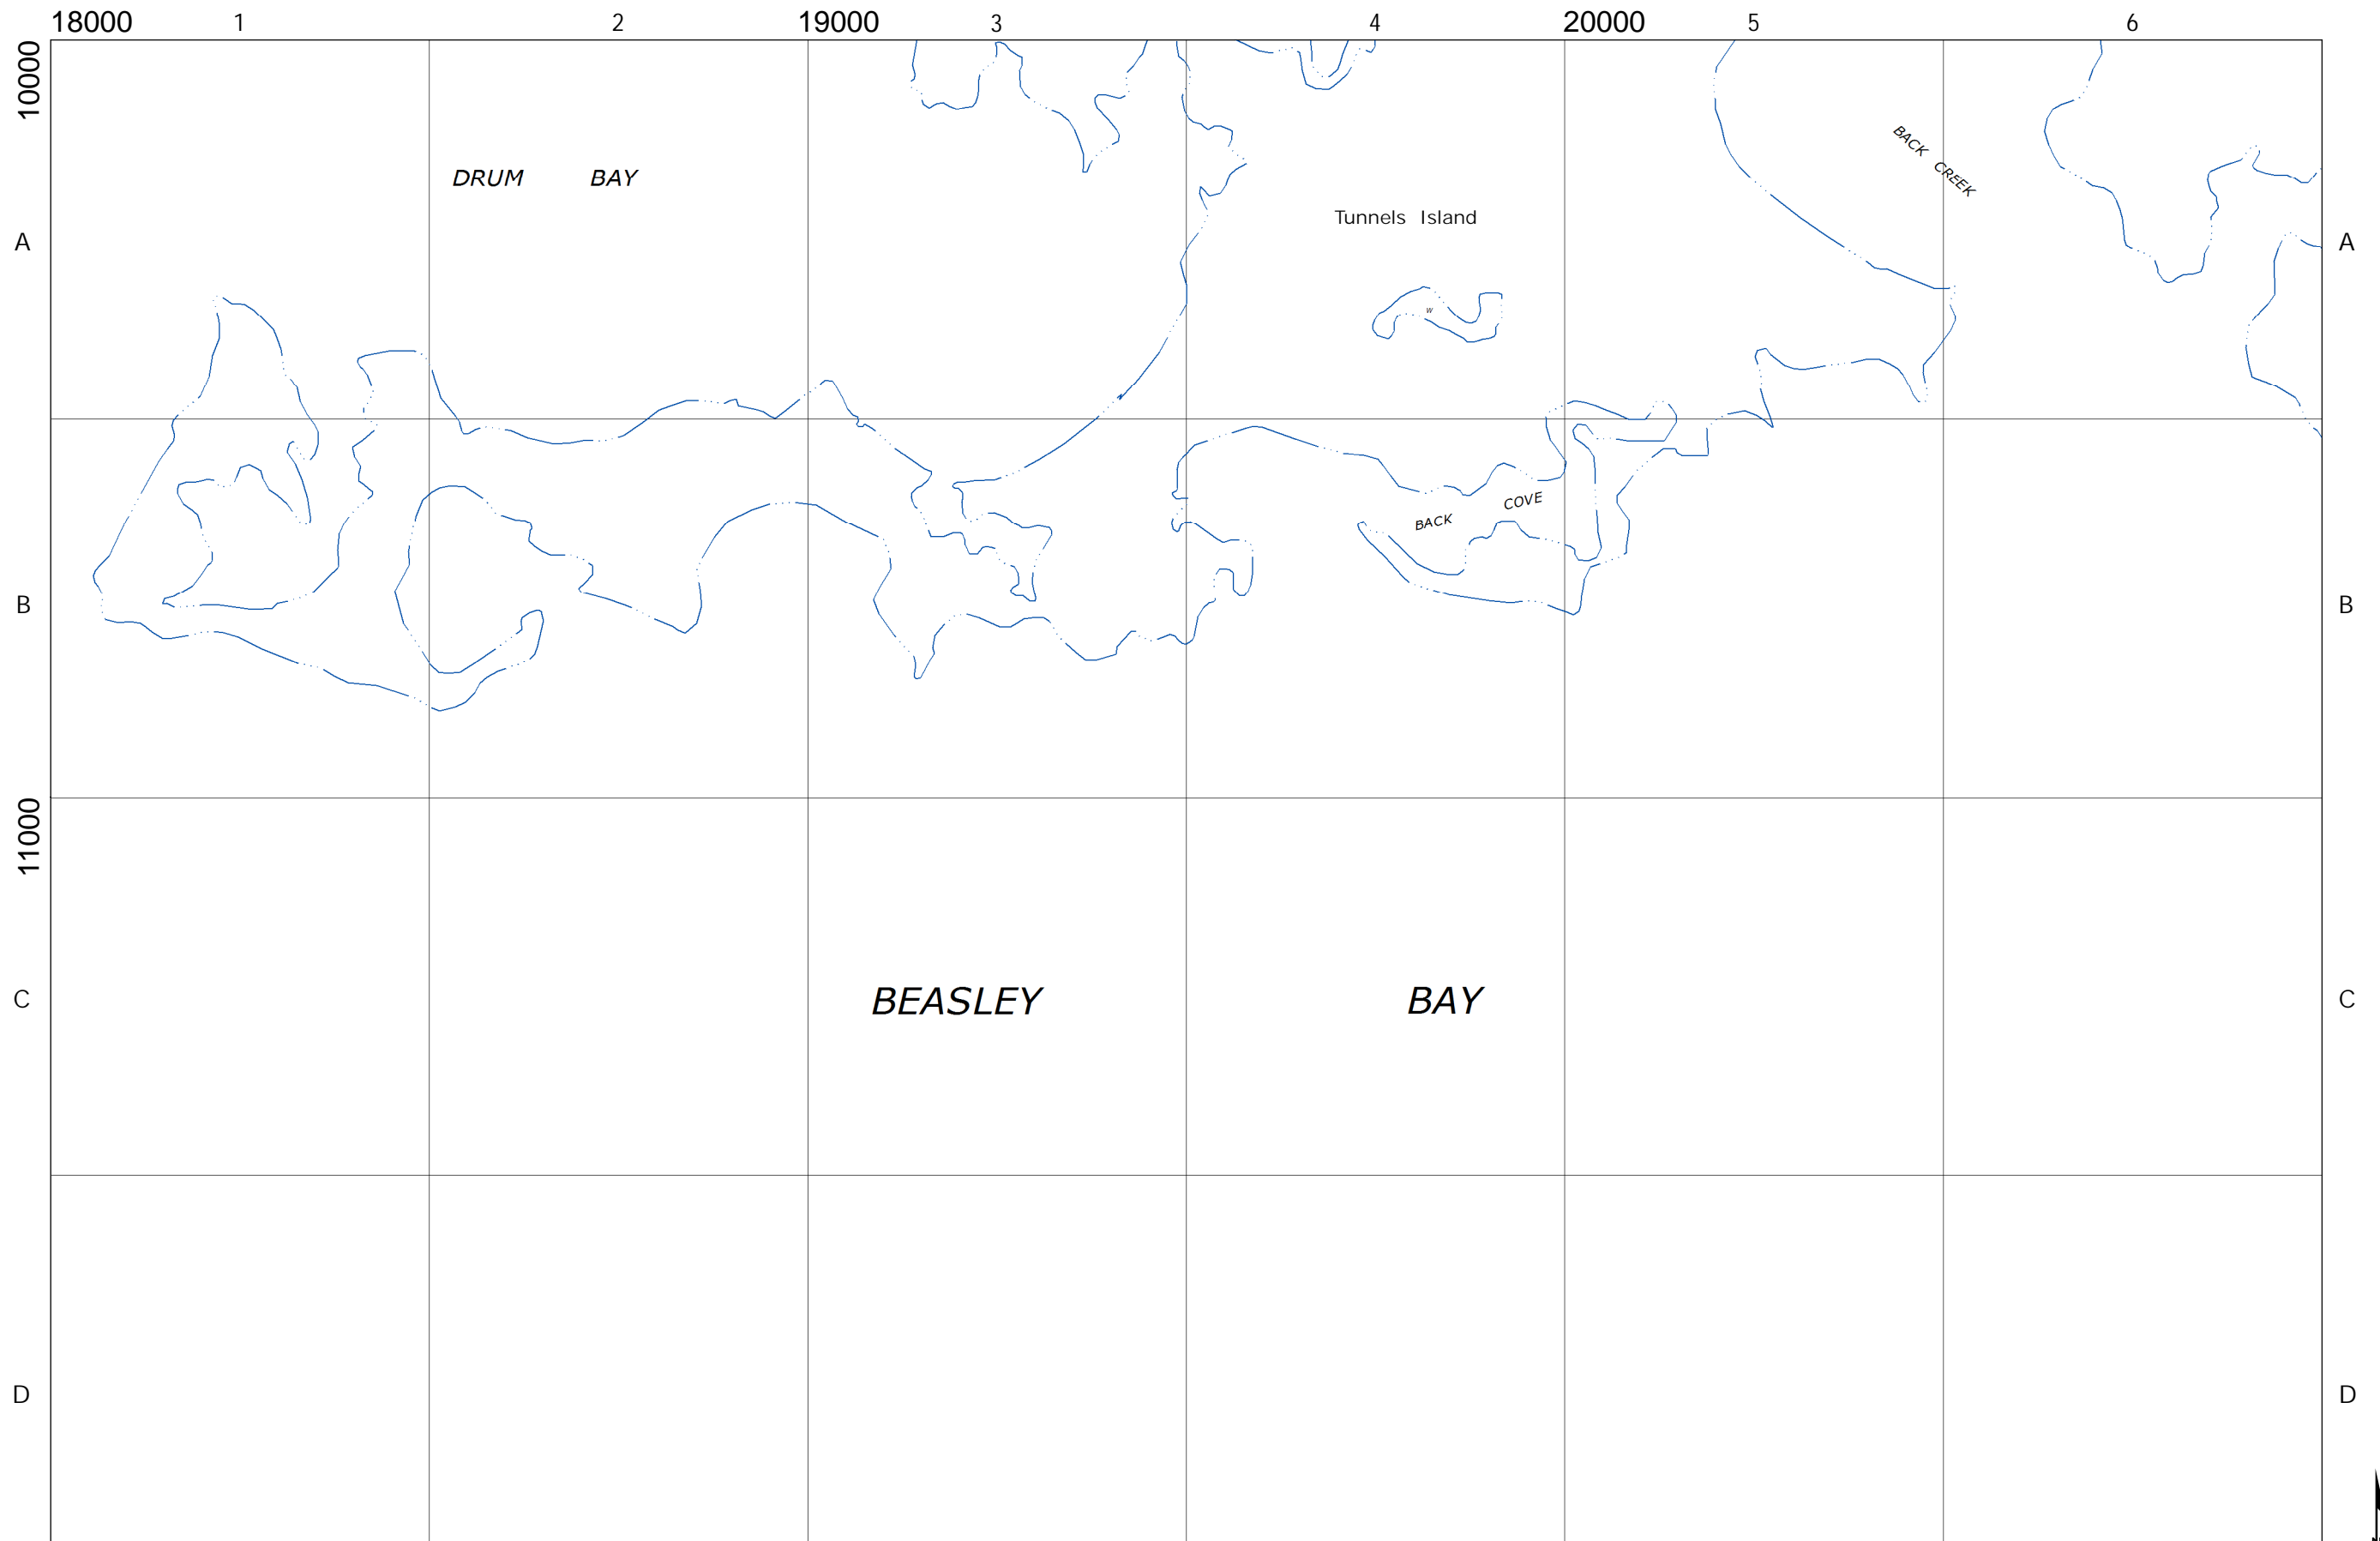 18000 1 2 19000 3 4 20000 5 6
10000
BACK CREEK
DRUM BAY
Tunnels Island
A A
w
BACK COVE
B B
11000
C BEASLEY BAY C
D D